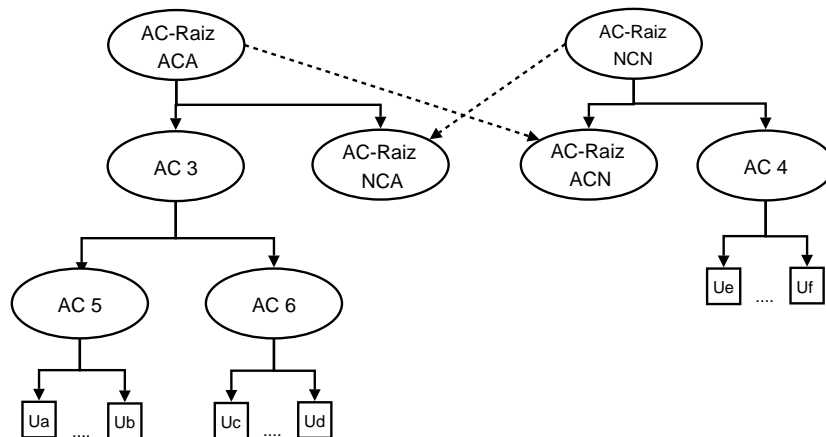 AC-Raiz
ACA
AC-Raiz
NCN
AC 3
AC-Raiz
NCA
AC-Raiz
ACN
AC 4
AC 5
AC 6
Ue
....
Uf
Ua
....
Ub
Uc
....
Ud